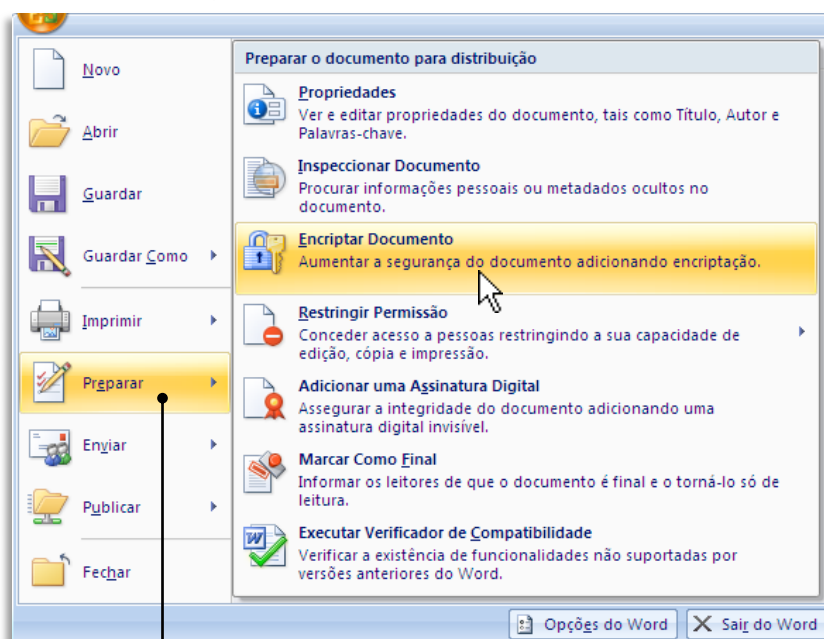 Novo
Abrir
Guardar
Guardar Como
Imprimir
Preparar
Enviar
Publicar
Fechar
Preparar o documento para distribuição
Propriedades
Ver e editar propriedades do documento, tais como Título, Autor e
Palavras-chave.
Inspeccionar Documento
Procurar informações pessoais ou metadados ocultos no
documento.
Encriptar Documento
Aumentar a segurança do documento adicionando encriptação.
Restringir Permissão
Conceder acesso a pessoas restringindo a sua capacidade de
edição, cópia e impressão.
Adicionar uma Assinatura Digital
Assegurar a integridade do documento adicionando uma
assinatura digital invisível.
Marcar Como Final
Informar os leitores de que o documento é final e o torná-lo só de
leitura.
Executar Verificador de Compatibilidade
Verificar a existência de funcionalidades não suportadas por
versões anteriores do Word.
Opções do Word
Sair do Word